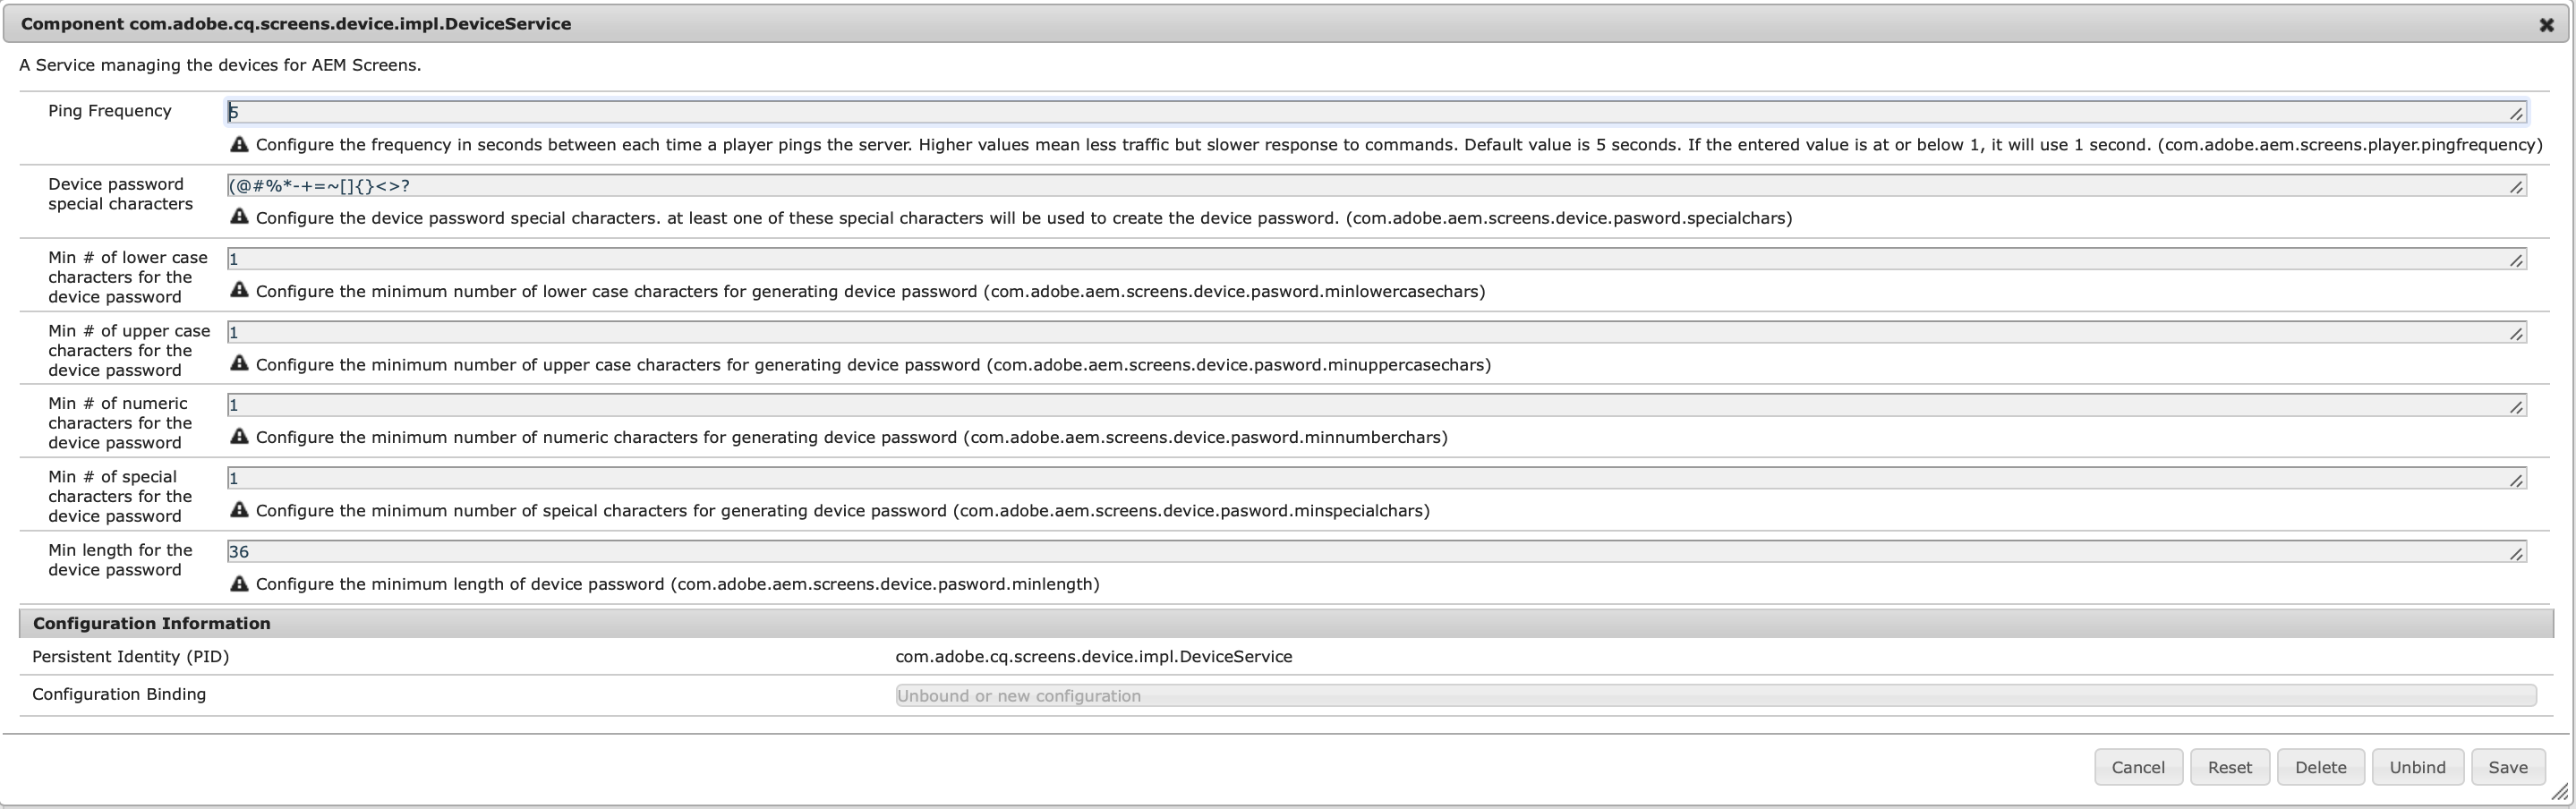 Component com.adobe.cq.screens.device.impl.DeviceService
A Service managing the devices for AEM Screens.
Ping Frequency
5
Configure the frequency in seconds between each time a player pings the server. Higher values mean less traffic but slower response to commands. Default value is 5 seconds. If the entered value is at or below 1, it will use 1 second. (com.adobe.aem.screens.player.pingfrequency)
Device password
special characters
(@#%*-+=~[]{}<>?
Configure the device password special characters. at least one of these special characters will be used to create the device password. (com.adobe.aem.screens.device.pasword.specialchars)
Min # of lower case
characters for the
device password
1
Configure the minimum number of lower case characters for generating device password (com.adobe.aem.screens.device.pasword.minlowercasechars)
Min # of upper case
characters for the
device password
1
Configure the minimum number of upper case characters for generating device password (com.adobe.aem.screens.device.pasword.minuppercasechars)
Min # of numeric
characters for the
device password
1
Configure the minimum number of numeric characters for generating device password (com.adobe.aem.screens.device.pasword.minnumberchars)
Min # of special
characters for the
device password
1
Configure the minimum number of speical characters for generating device password (com.adobe.aem.screens.device.pasword.minspecialchars)
Min length for the
device password
36
Configure the minimum length of device password (com.adobe.aem.screens.device.pasword.minlength)
Configuration Information
Persistent Identity (PID)
com.adobe.cq.screens.device.impl.DeviceService
Configuration Binding
Unbound or new configuration
Cancel
Reset
Delete
Unbind
Save